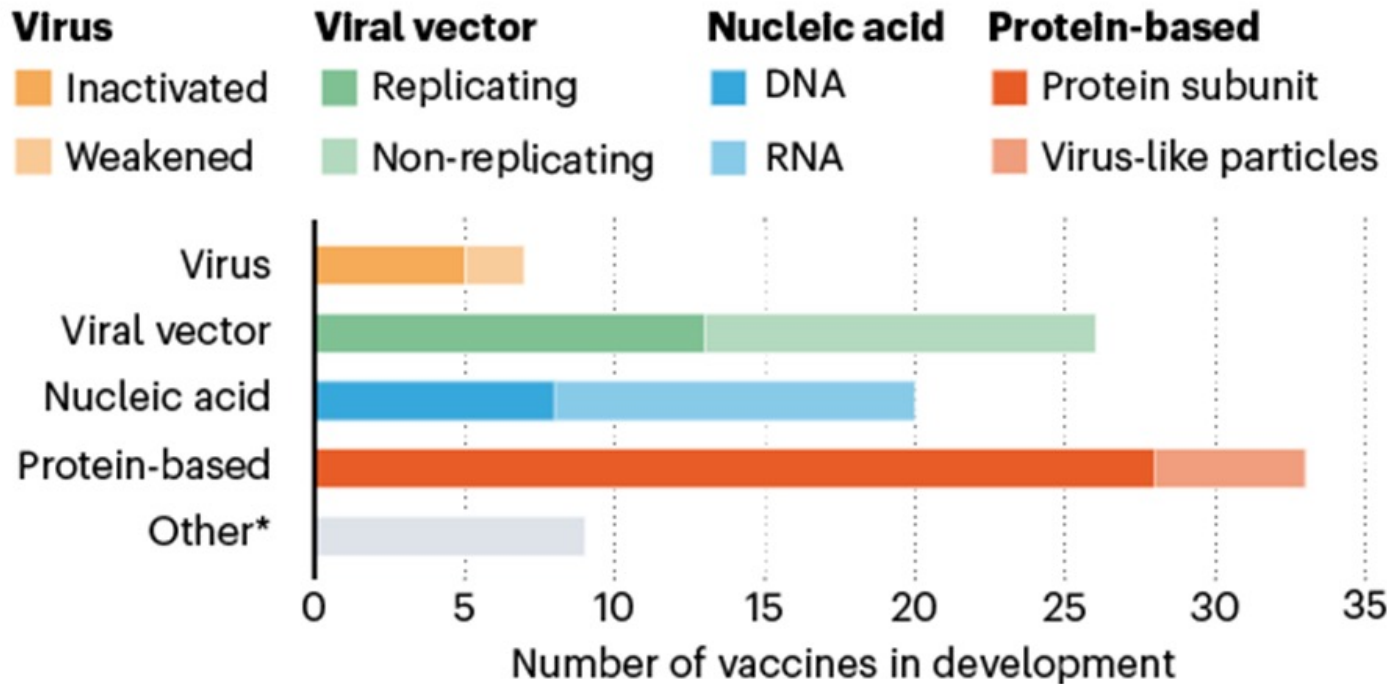 Virus Viral vector Nucleic acid Protein-based
Inactivated Replicating DNA Protein subunit
Weakened Non-replicating RNA Virus-like particles
Virus
Viral vector
Nucleic acid
Protein-based
Other*
0 5 10 15 20 25 30 35
Number of vaccines in development